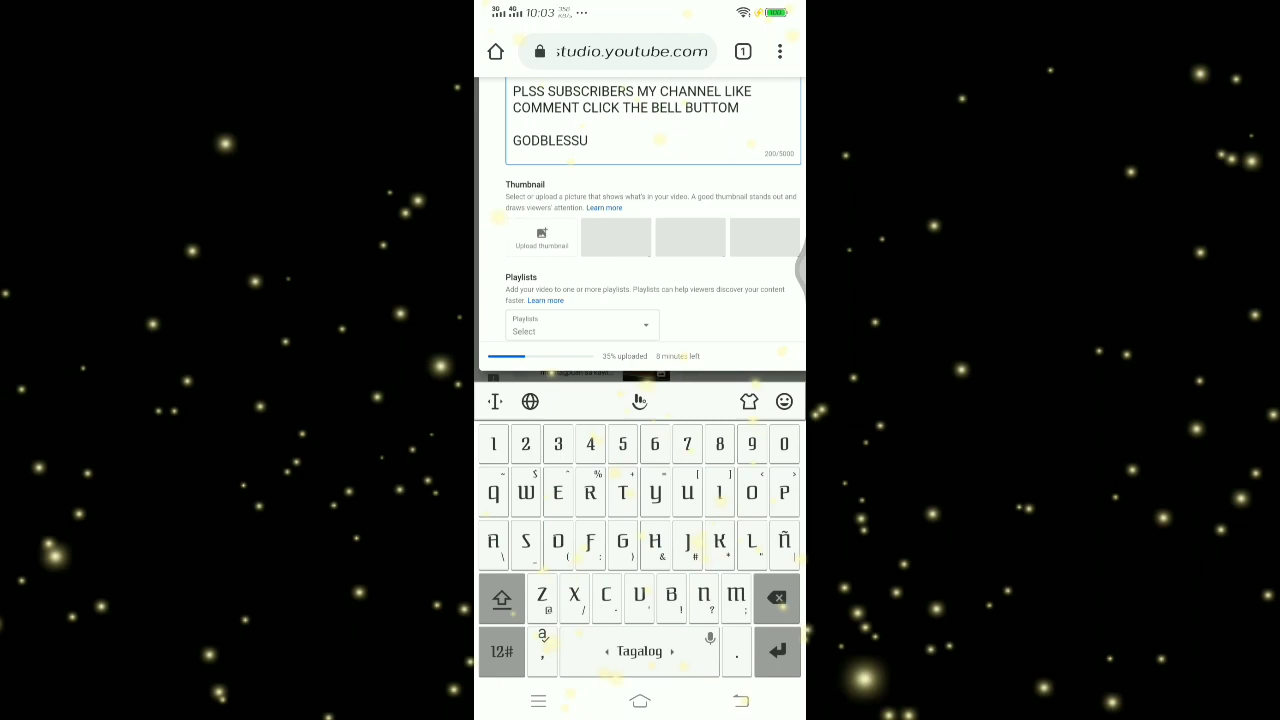 3G 4G 10:03 358 KB/s
studio.youtube.com 1
PLSS SUBSCRIBERS MY CHANNEL LIKE
COMMENT CLICK THE BELL BUTTOM
GODBLESSU
200/5000
Thumbnail
Select or upload a picture that shows what's in your video. A good thumbnail stands out and
draws viewers' attention. Learn more
Upload thumbnail
Playlists
Add your video to one or more playlists. Playlists can help viewers discover your content
faster. Learn more
Playlists
Select
35% uploaded 8 minutes left
1 2 3 4 5 6 7 8 9 0
~ $ ^ % + = [ ] < >
q W E R T y U I O P
A S D F G H J K L Ñ
\ _ ( : ) & # * " |
Z X C V B n m
@ / - ' ! ? ;
12# a , Tagalog .